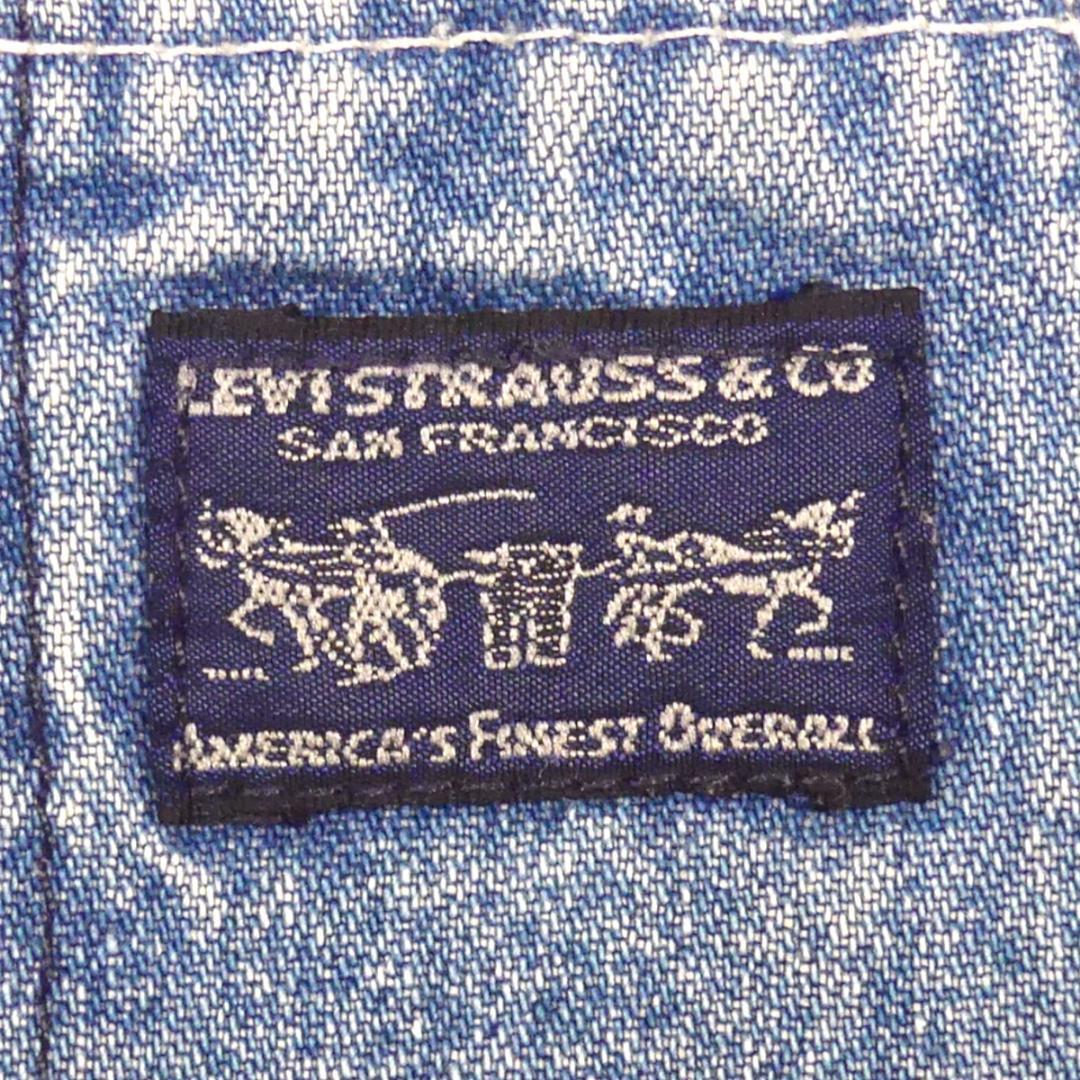 LEVI STRAUSS & CO
SAN FRANCISCO
AMERICA'S FINEST OVERALL